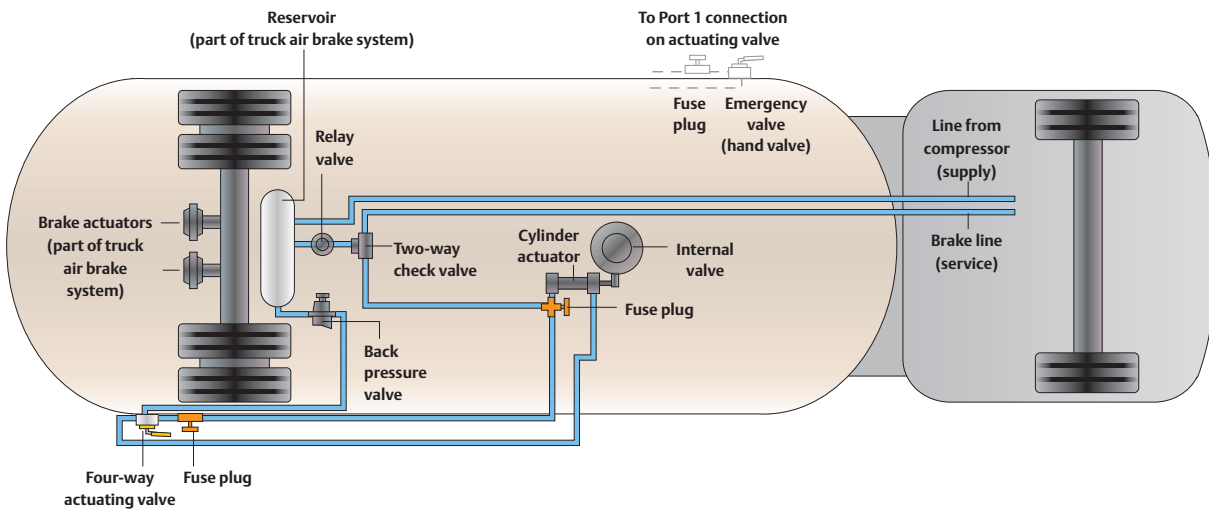 Reservoir
(part of truck air brake system)
To Port 1 connection
on actuating valve
Fuse
plug
Emergency
valve
(hand valve)
Relay
valve
Line from
compressor
(supply)
Brake actuators
(part of truck
air brake
system)
Two-way
check valve
Cylinder
actuator
Internal
valve
Brake line
(service)
Fuse plug
Back
pressure
valve
Four-way
actuating valve
Fuse plug